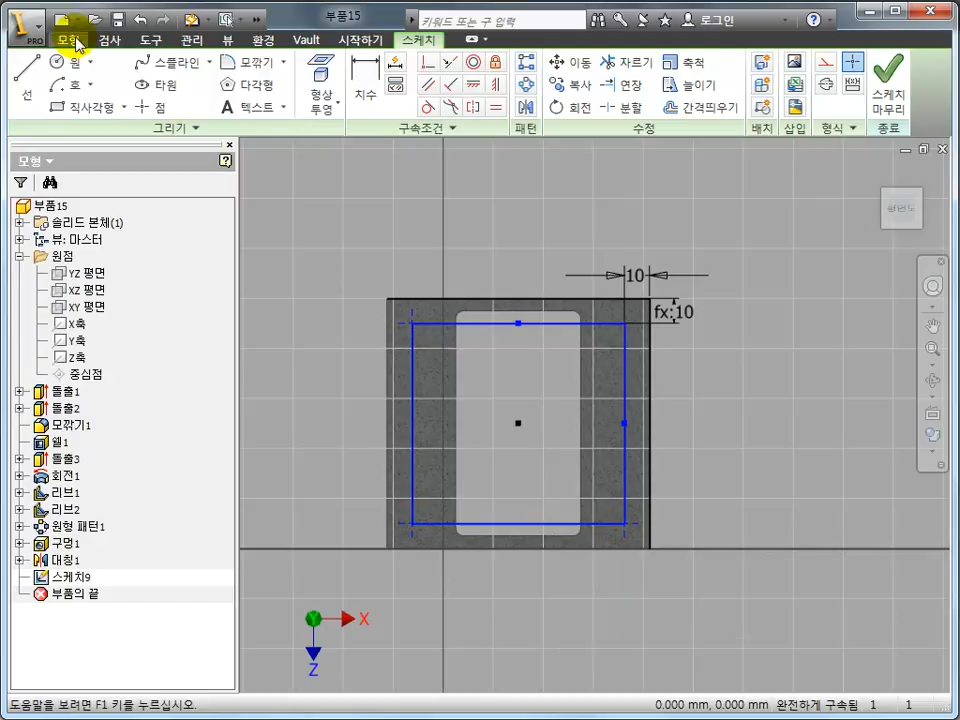 부품15
키워드 또는 구 입력
로그인
PRO
모형
검사
도구
관리
뷰
환경
Vault
시작하기
스케치
선
원
스플라인
모깎기
호
타원
다각형
직사각형
점
텍스트
형상
투영
치수
이동
자르기
축척
복사
연장
늘이기
회전
분할
간격띄우기
스케치
마무리
그리기
구속조건
패턴
수정
배치
삽입
형식
종료
모형
부품15
솔리드 본체(1)
뷰: 마스터
원점
YZ 평면
XZ 평면
XY 평면
X축
Y축
Z축
중심점
돌출1
돌출2
모깎기1
쉘1
돌출3
회전1
리브1
리브2
원형 패턴1
구멍1
대칭1
스케치9
부품의 끝
10
fx:10
평면도
X
Z
도움말을 보려면 F1 키를 누르십시오.
0.000 mm, 0.000 mm
완전하게 구속됨
1
1